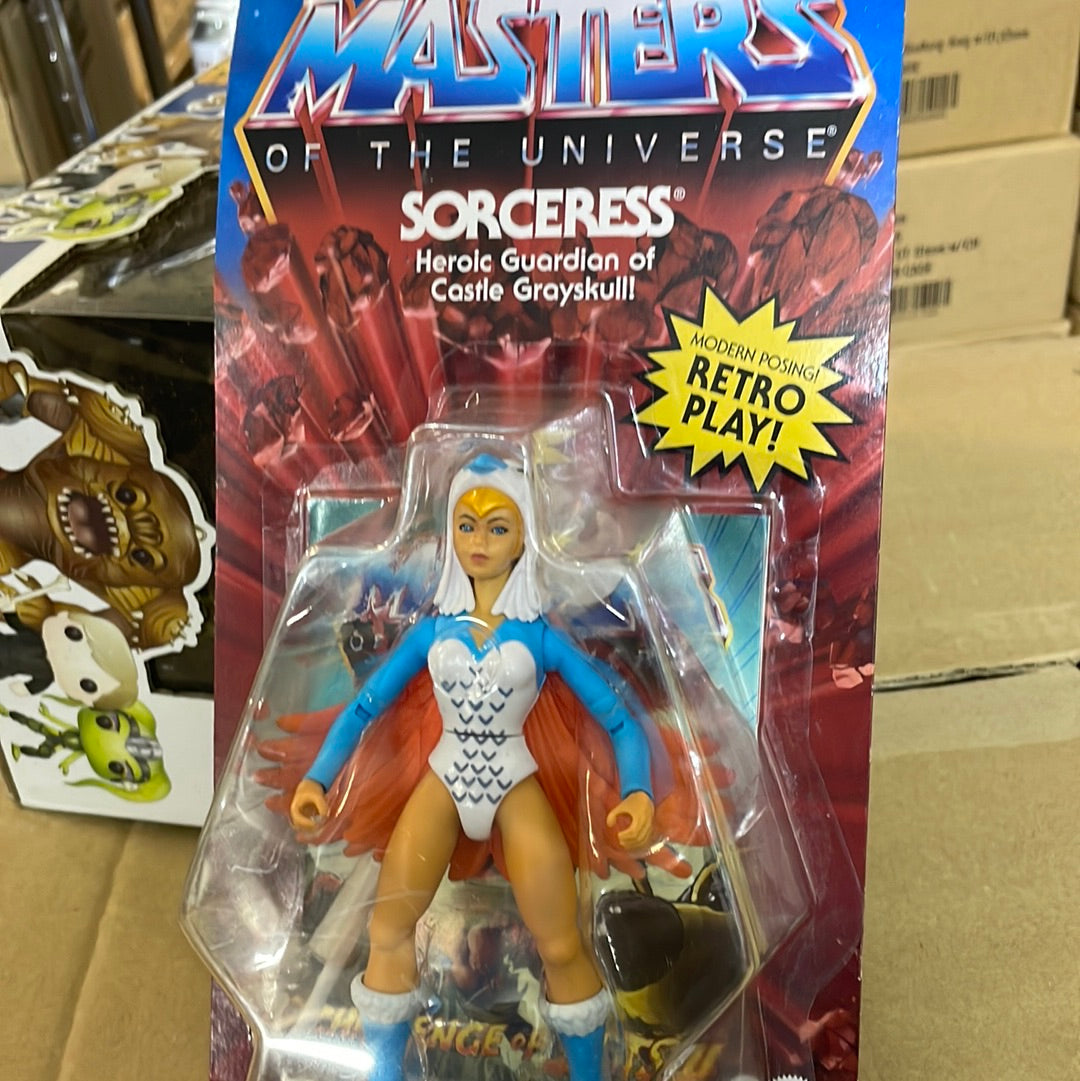 MASTERS
OF THE UNIVERSE®
SORCERESS®
Heroic Guardian of
Castle Grayskull!
MODERN POSING!
RETRO
PLAY!